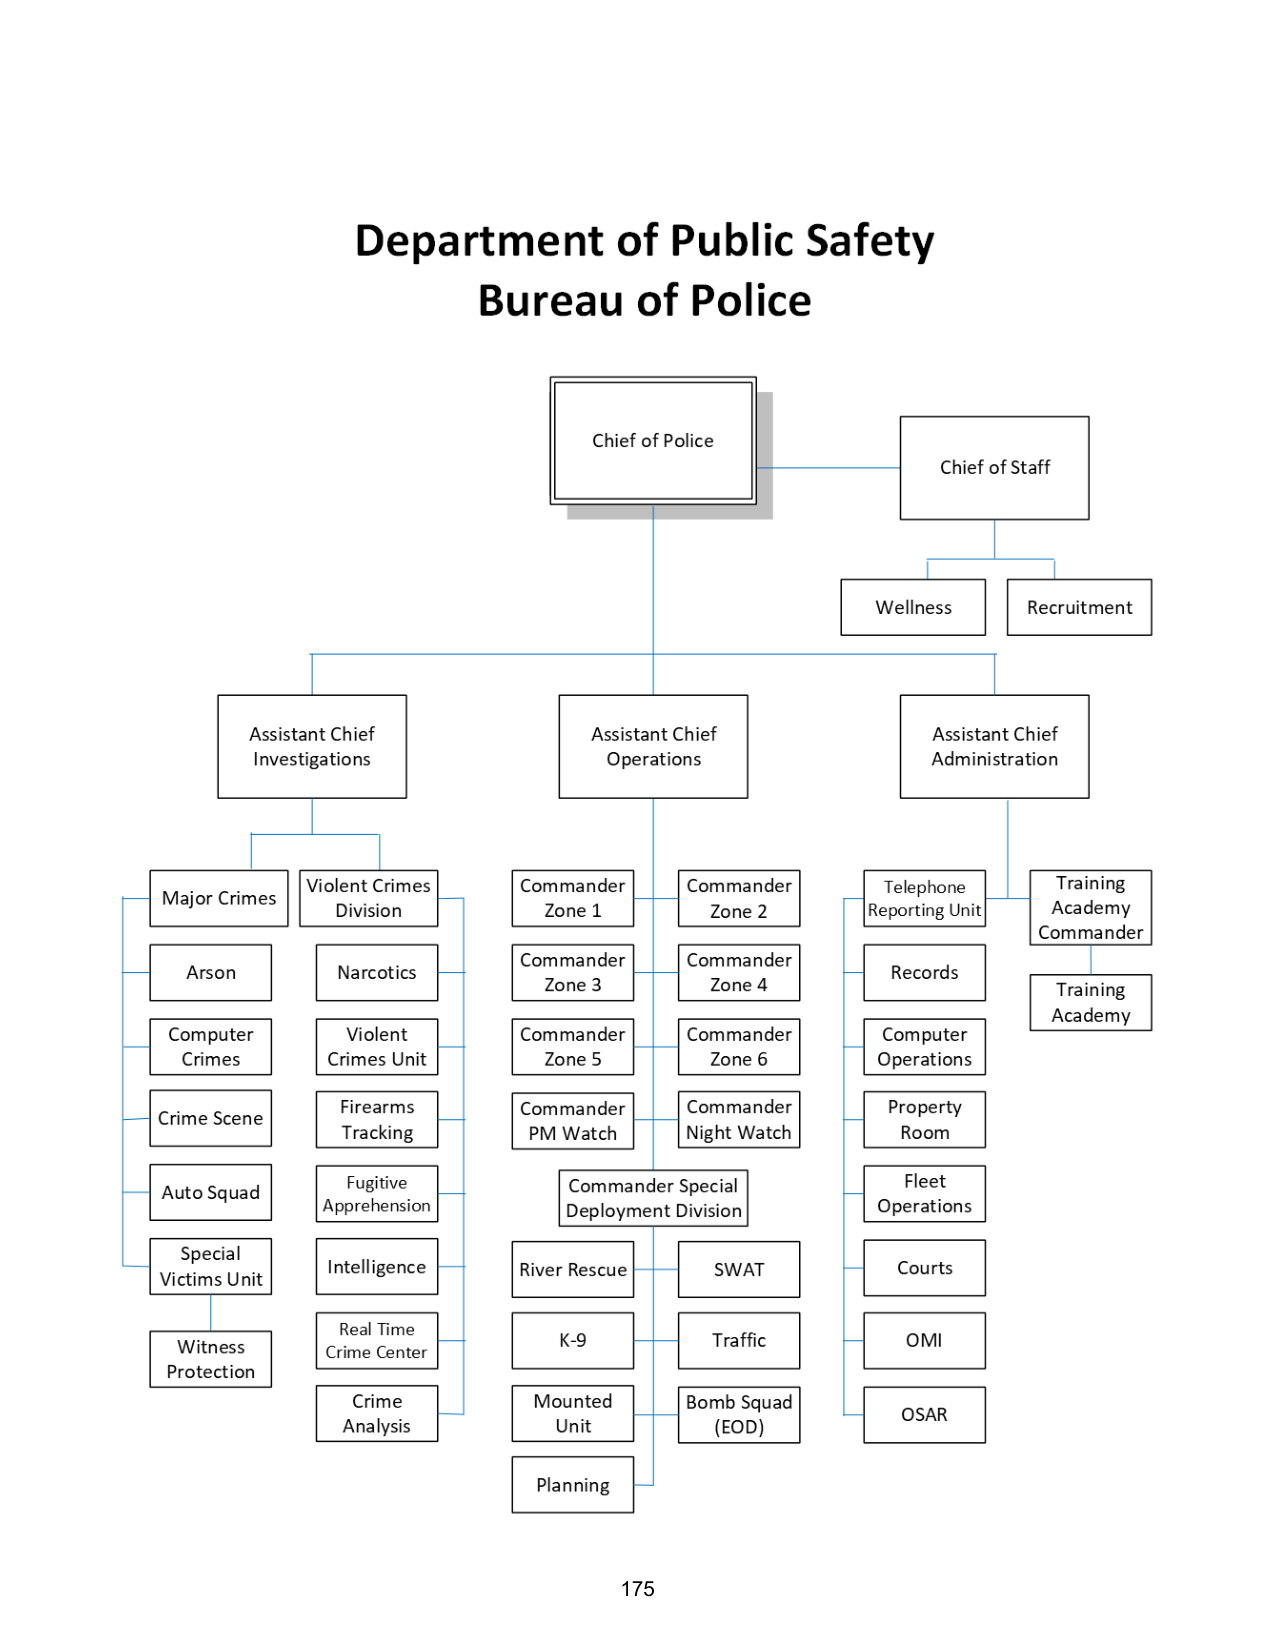 Department of Public Safety
Bureau of Police
Chief of Police
Chief of Staff
Wellness
Recruitment
Assistant Chief
Investigations
Assistant Chief
Operations
Assistant Chief
Administration
Major Crimes
Arson
Computer
Crimes
Crime Scene
Auto Squad
Special
Victims Unit
Witness
Protection
Violent Crimes
Division
Narcotics
Violent
Crimes Unit
Firearms
Tracking
Fugitive
Apprehension
Intelligence
Real Time
Crime Center
Crime
Analysis
Commander
Zone 1
Commander
Zone 2
Commander
Zone 3
Commander
Zone 4
Commander
Zone 5
Commander
Zone 6
Commander
PM Watch
Commander
Night Watch
Commander Special
Deployment Division
River Rescue
SWAT
K-9
Traffic
Mounted
Unit
Bomb Squad
(EOD)
Planning
Telephone
Reporting Unit
Records
Computer
Operations
Property
Room
Fleet
Operations
Courts
OMI
OSAR
Training
Academy
Commander
Training
Academy
175